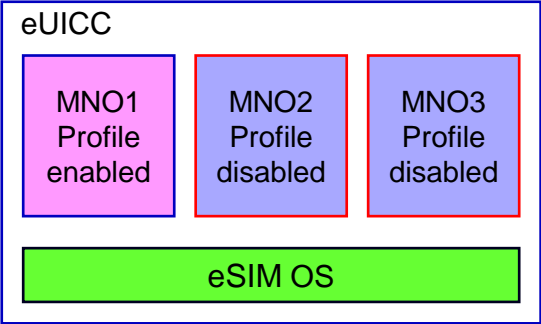 eUICC
MNO1
Profile
enabled
MNO2
Profile
disabled
MNO3
Profile
disabled
eSIM OS